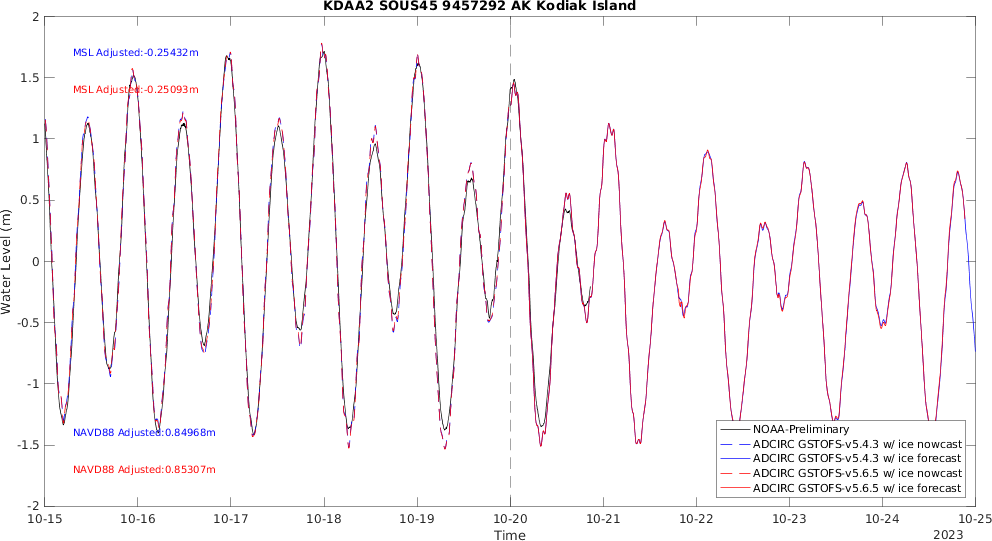 KDAA2 SOUS45 9457292 AK Kodiak Island
2
1.5
1
0.5
0
-0.5
-1
-1.5
-2
Water Level (m)
MSL Adjusted:-0.25432m
MSL Adjusted:-0.25093m
NAVD88 Adjusted:0.84968m
NAVD88 Adjusted:0.85307m
NOAA-Preliminary
ADCIRC GSTOFS-v5.4.3 w/ ice nowcast
ADCIRC GSTOFS-v5.4.3 w/ ice forecast
ADCIRC GSTOFS-v5.6.5 w/ ice nowcast
ADCIRC GSTOFS-v5.6.5 w/ ice forecast
10-15 10-16 10-17 10-18 10-19 10-20 10-21 10-22 10-23 10-24 10-25
Time
2023